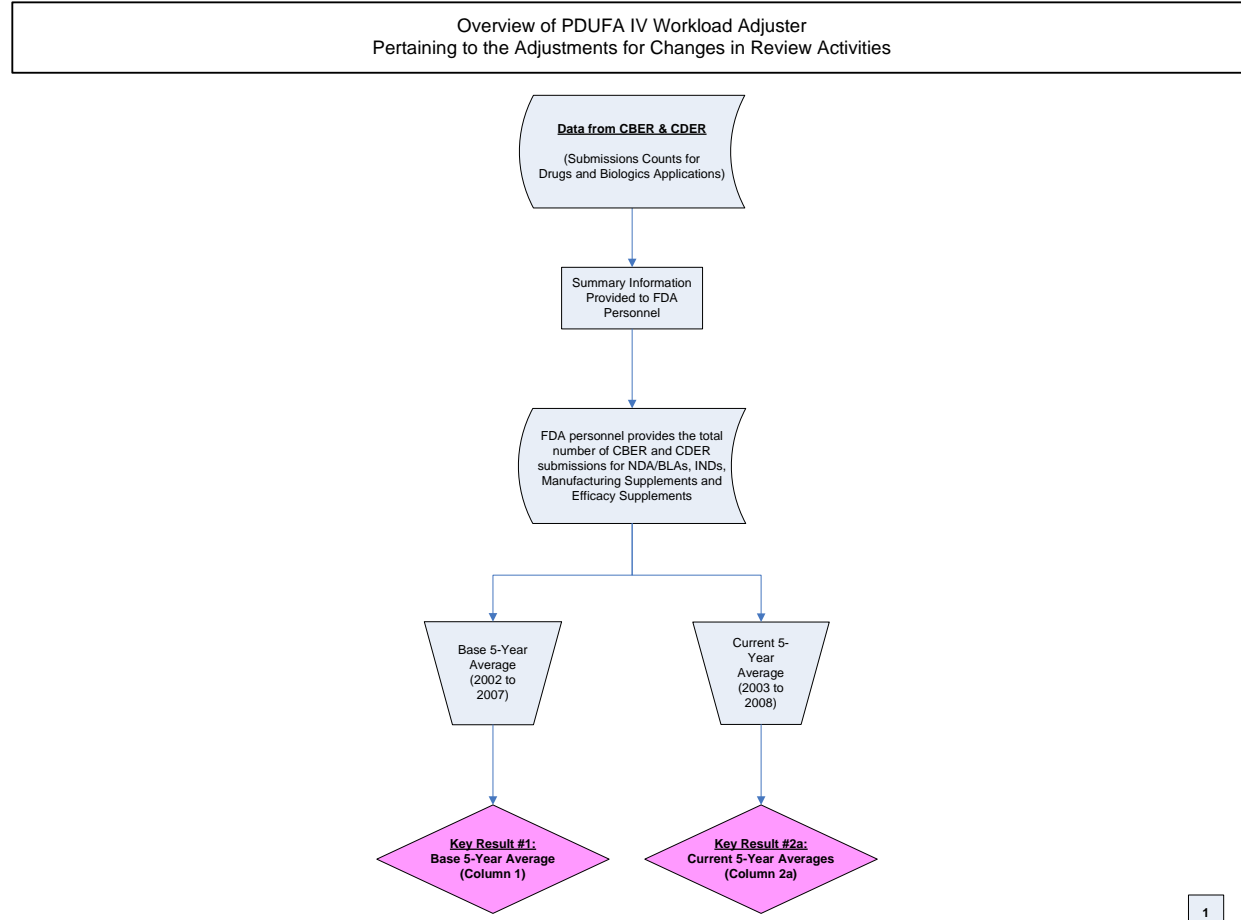 Overview of PDUFA IV Workload Adjuster
Pertaining to the Adjustments for Changes in Review Activities
Data from CBER & CDER
(Submissions Counts for
Drugs and Biologics Applications)
Summary Information
Provided to FDA
Personnel
FDA personnel provides the total
number of CBER and CDER
submissions for NDA/BLAs, INDs,
Manufacturing Supplements and
Efficacy Supplements
Base 5-Year
Average
(2002 to
2007)
Current 5-
Year
Average
(2003 to
2008)
Key Result #1:
Base 5-Year Average
(Column 1)
Key Result #2a:
Current 5-Year Averages
(Column 2a)
1